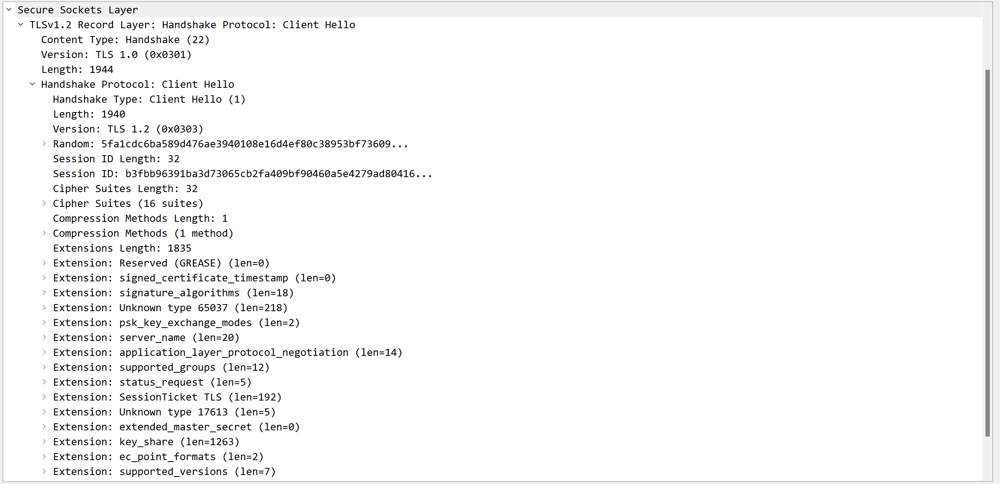 Secure Sockets Layer
TLSv1.2 Record Layer: Handshake Protocol: Client Hello
Content Type: Handshake (22)
Version: TLS 1.0 (0x0301)
Length: 1944
Handshake Protocol: Client Hello
Handshake Type: Client Hello (1)
Length: 1940
Version: TLS 1.2 (0x0303)
Random: 5fa1cdc6ba589d476ae3940108e16d4ef80c38953bf73609...
Session ID Length: 32
Session ID: b3fbb96391ba3d73065cb2fa409bf90460a5e4279ad80416...
Cipher Suites Length: 32
Cipher Suites (16 suites)
Compression Methods Length: 1
Compression Methods (1 method)
Extensions Length: 1835
Extension: Reserved (GREASE) (len=0)
Extension: signed_certificate_timestamp (len=0)
Extension: signature_algorithms (len=18)
Extension: Unknown type 65037 (len=218)
Extension: psk_key_exchange_modes (len=2)
Extension: server_name (len=20)
Extension: application_layer_protocol_negotiation (len=14)
Extension: supported_groups (len=12)
Extension: status_request (len=5)
Extension: SessionTicket TLS (len=192)
Extension: Unknown type 17613 (len=5)
Extension: extended_master_secret (len=0)
Extension: key_share (len=1263)
Extension: ec_point_formats (len=2)
Extension: supported_versions (len=7)